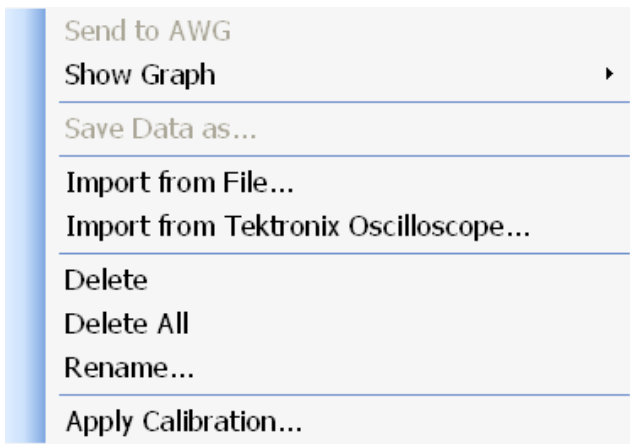 Send to AWG
Show Graph
Save Data as...
Import from File...
Import from Tektronix Oscilloscope...
Delete
Delete All
Rename...
Apply Calibration...